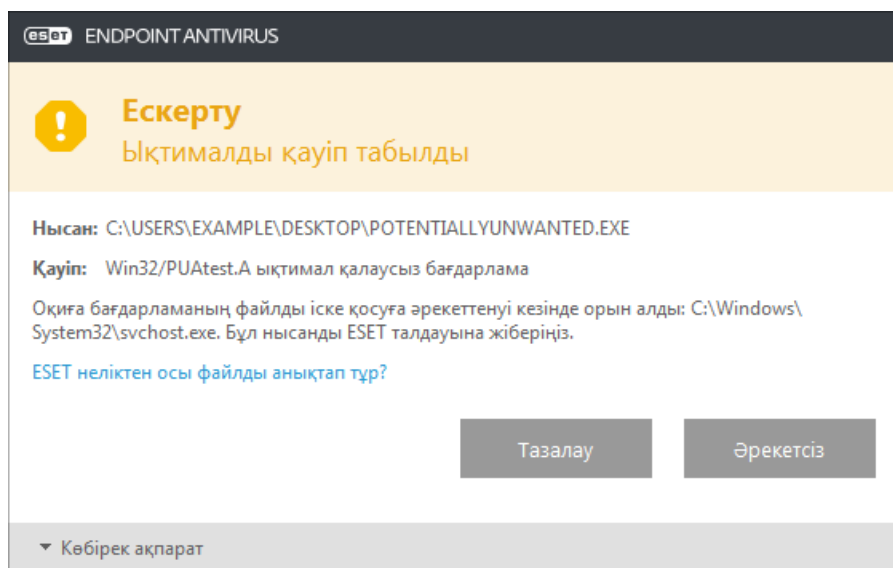 eset ENDPOINT ANTIVIRUS
Ескерту
Ықтималды қауіп табылды
Нысан: C:\USERS\EXAMPLE\DESKTOP\POTENTIALLYUNWANTED.EXE
Қауіп: Win32/PUAtest.A ықтимал қалаусыз бағдарлама
Оқиға бағдарламаның файлды іске қосуға әрекеттенуі кезінде орын алды: C:\Windows\
System32\svchost.exe. Бұл нысанды ESET талдауына жіберіңіз.
ESET неліктен осы файлды анықтап тұр?
Тазалау Әрекетсіз
Көбірек ақпарат